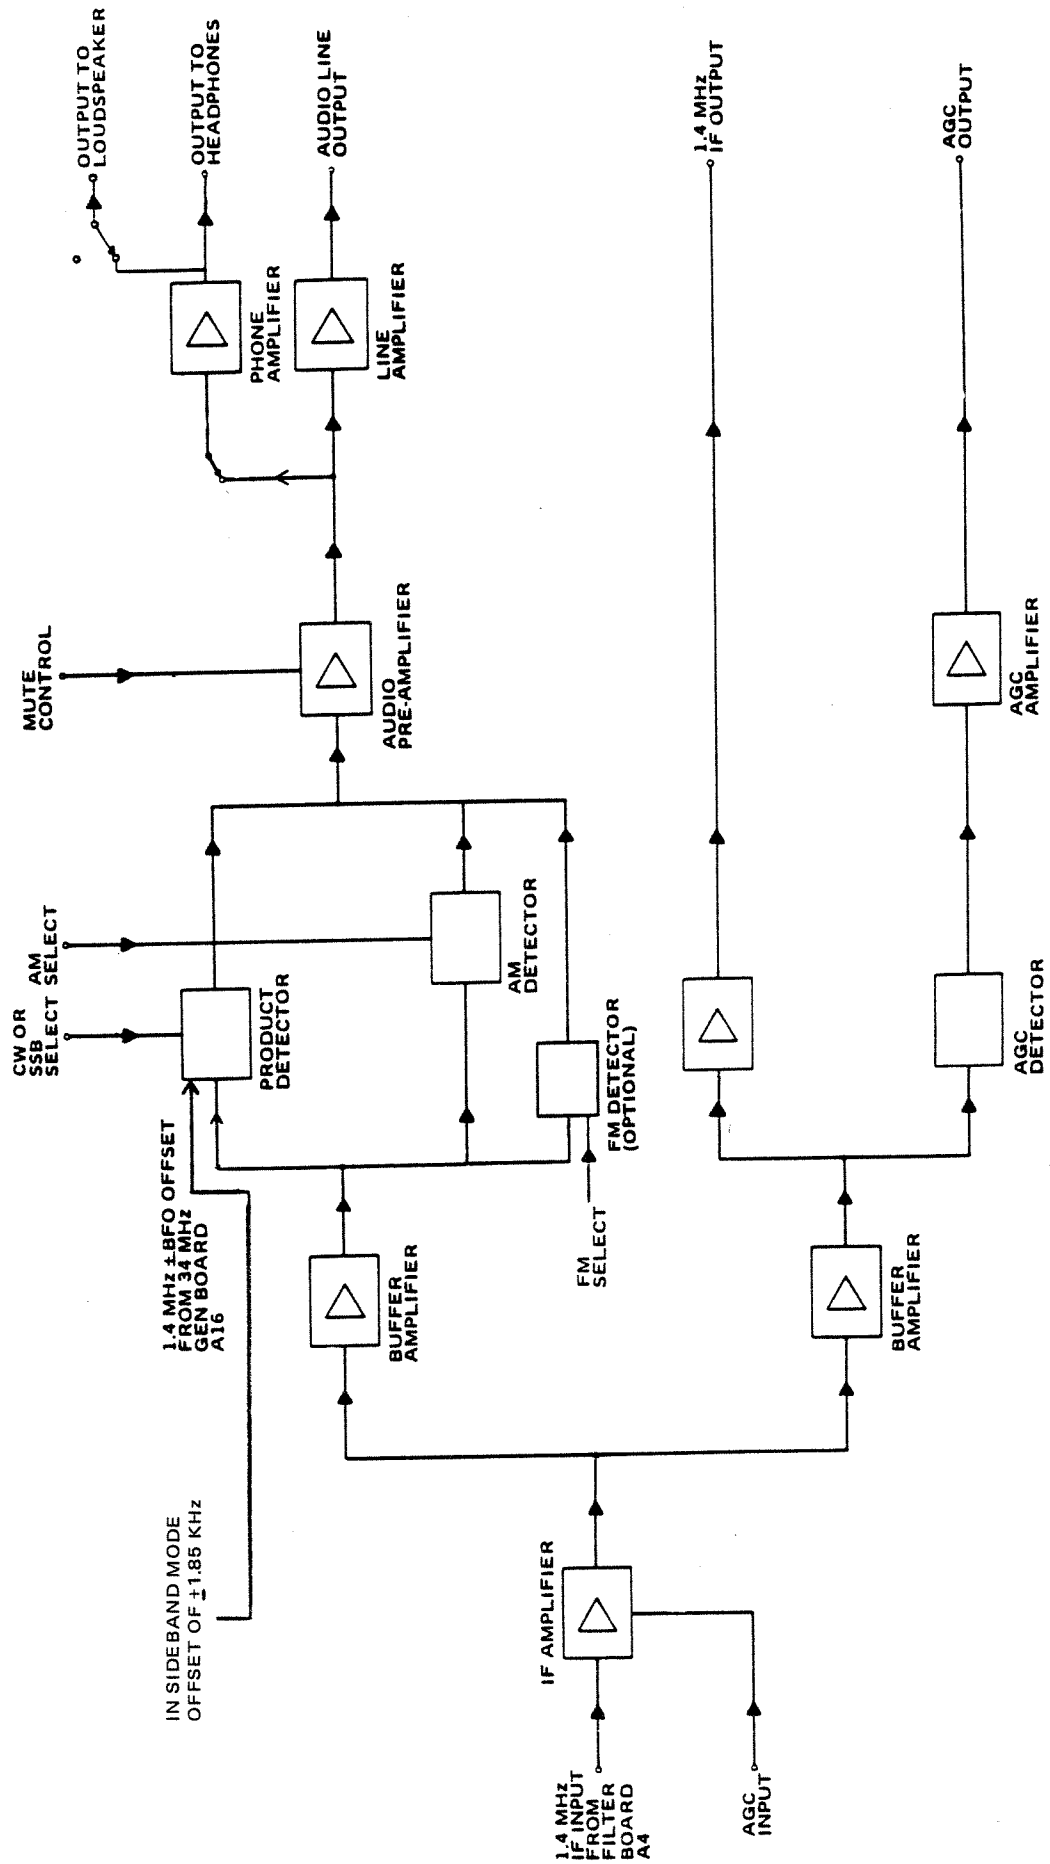 OUTPUT TO
LOUDSPEAKER
OUTPUT TO
HEADPHONES
AUDIO LINE
OUTPUT
1.4 MHz
IF OUTPUT
AGC
OUTPUT
PHONE
AMPLIFIER
LINE
AMPLIFIER
MUTE
CONTROL
AUDIO
PRE-AMPLIFIER
AGC
AMPLIFIER
CW OR
SSB
SELECT
AM
SELECT
PRODUCT
DETECTOR
AM
DETECTOR
FM DETECTOR
(OPTIONAL)
AGC
DETECTOR
1.4 MHz ± BFO OFFSET
FROM 34 MHz
GEN BOARD
A16
FM
SELECT
BUFFER
AMPLIFIER
BUFFER
AMPLIFIER
IN SIDEBAND MODE
OFFSET OF ±1.85 KHz
IF AMPLIFIER
1.4 MHz
IF INPUT
FROM
FILTER
BOARD
A4
AGC
INPUT